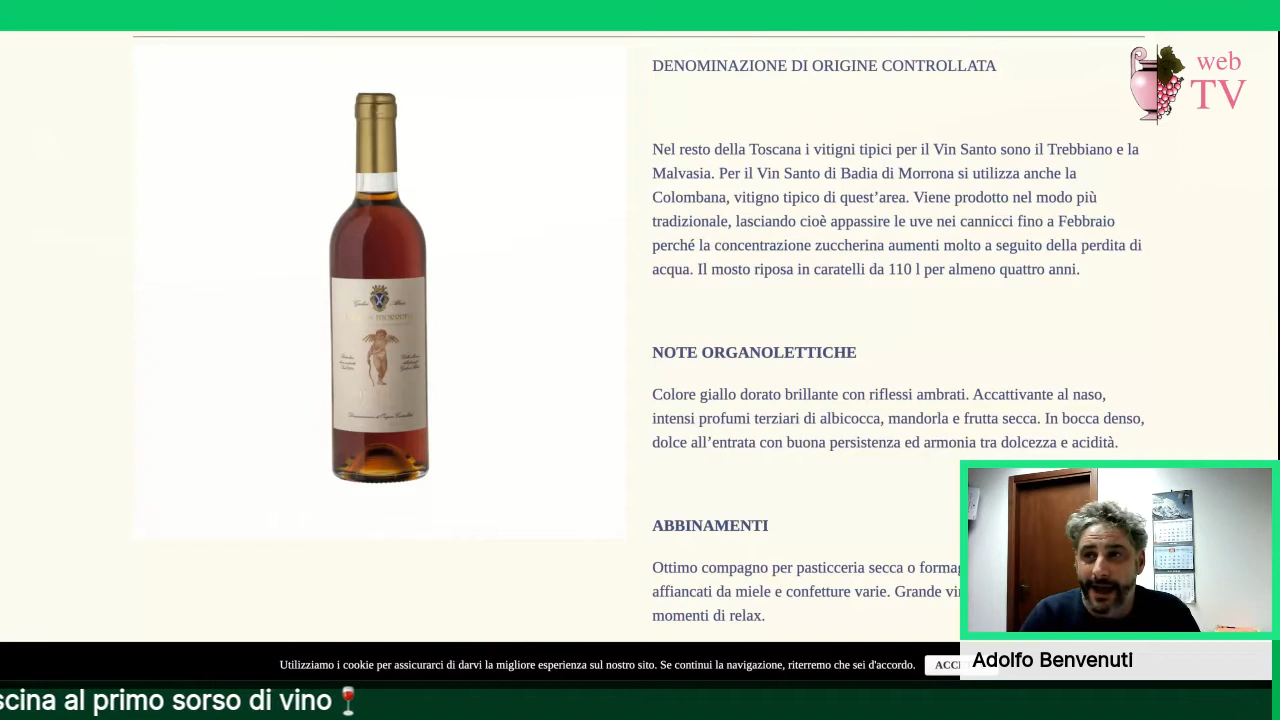 DENOMINAZIONE DI ORIGINE CONTROLLATA
web
TV
Nel resto della Toscana i vitigni tipici per il Vin Santo sono il Trebbiano e la
Malvasia. Per il Vin Santo di Badia di Morrona si utilizza anche la
Colombana, vitigno tipico di quest’area. Viene prodotto nel modo più
tradizionale, lasciando cioè appassire le uve nei cannicci fino a Febbraio
perché la concentrazione zuccherina aumenti molto a seguito della perdita di
acqua. Il mosto riposa in caratelli da 110 l per almeno quattro anni.
NOTE ORGANOLETTICHE
Colore giallo dorato brillante con riflessi ambrati. Accattivante al naso,
intensi profumi terziari di albicocca, mandorla e frutta secca. In bocca denso,
dolce all’entrata con buona persistenza ed armonia tra dolcezza e acidità.
ABBINAMENTI
Ottimo compagno per pasticceria secca o
affiancati da miele e confetture varie. Grande
momenti di relax.
Utilizziamo i cookie per assicurarci di darvi la migliore esperienza sul nostro sito. Se continui la navigazione, riterremo che sei d'accordo.
Adolfo Benvenuti
al primo sorso di vino🍷